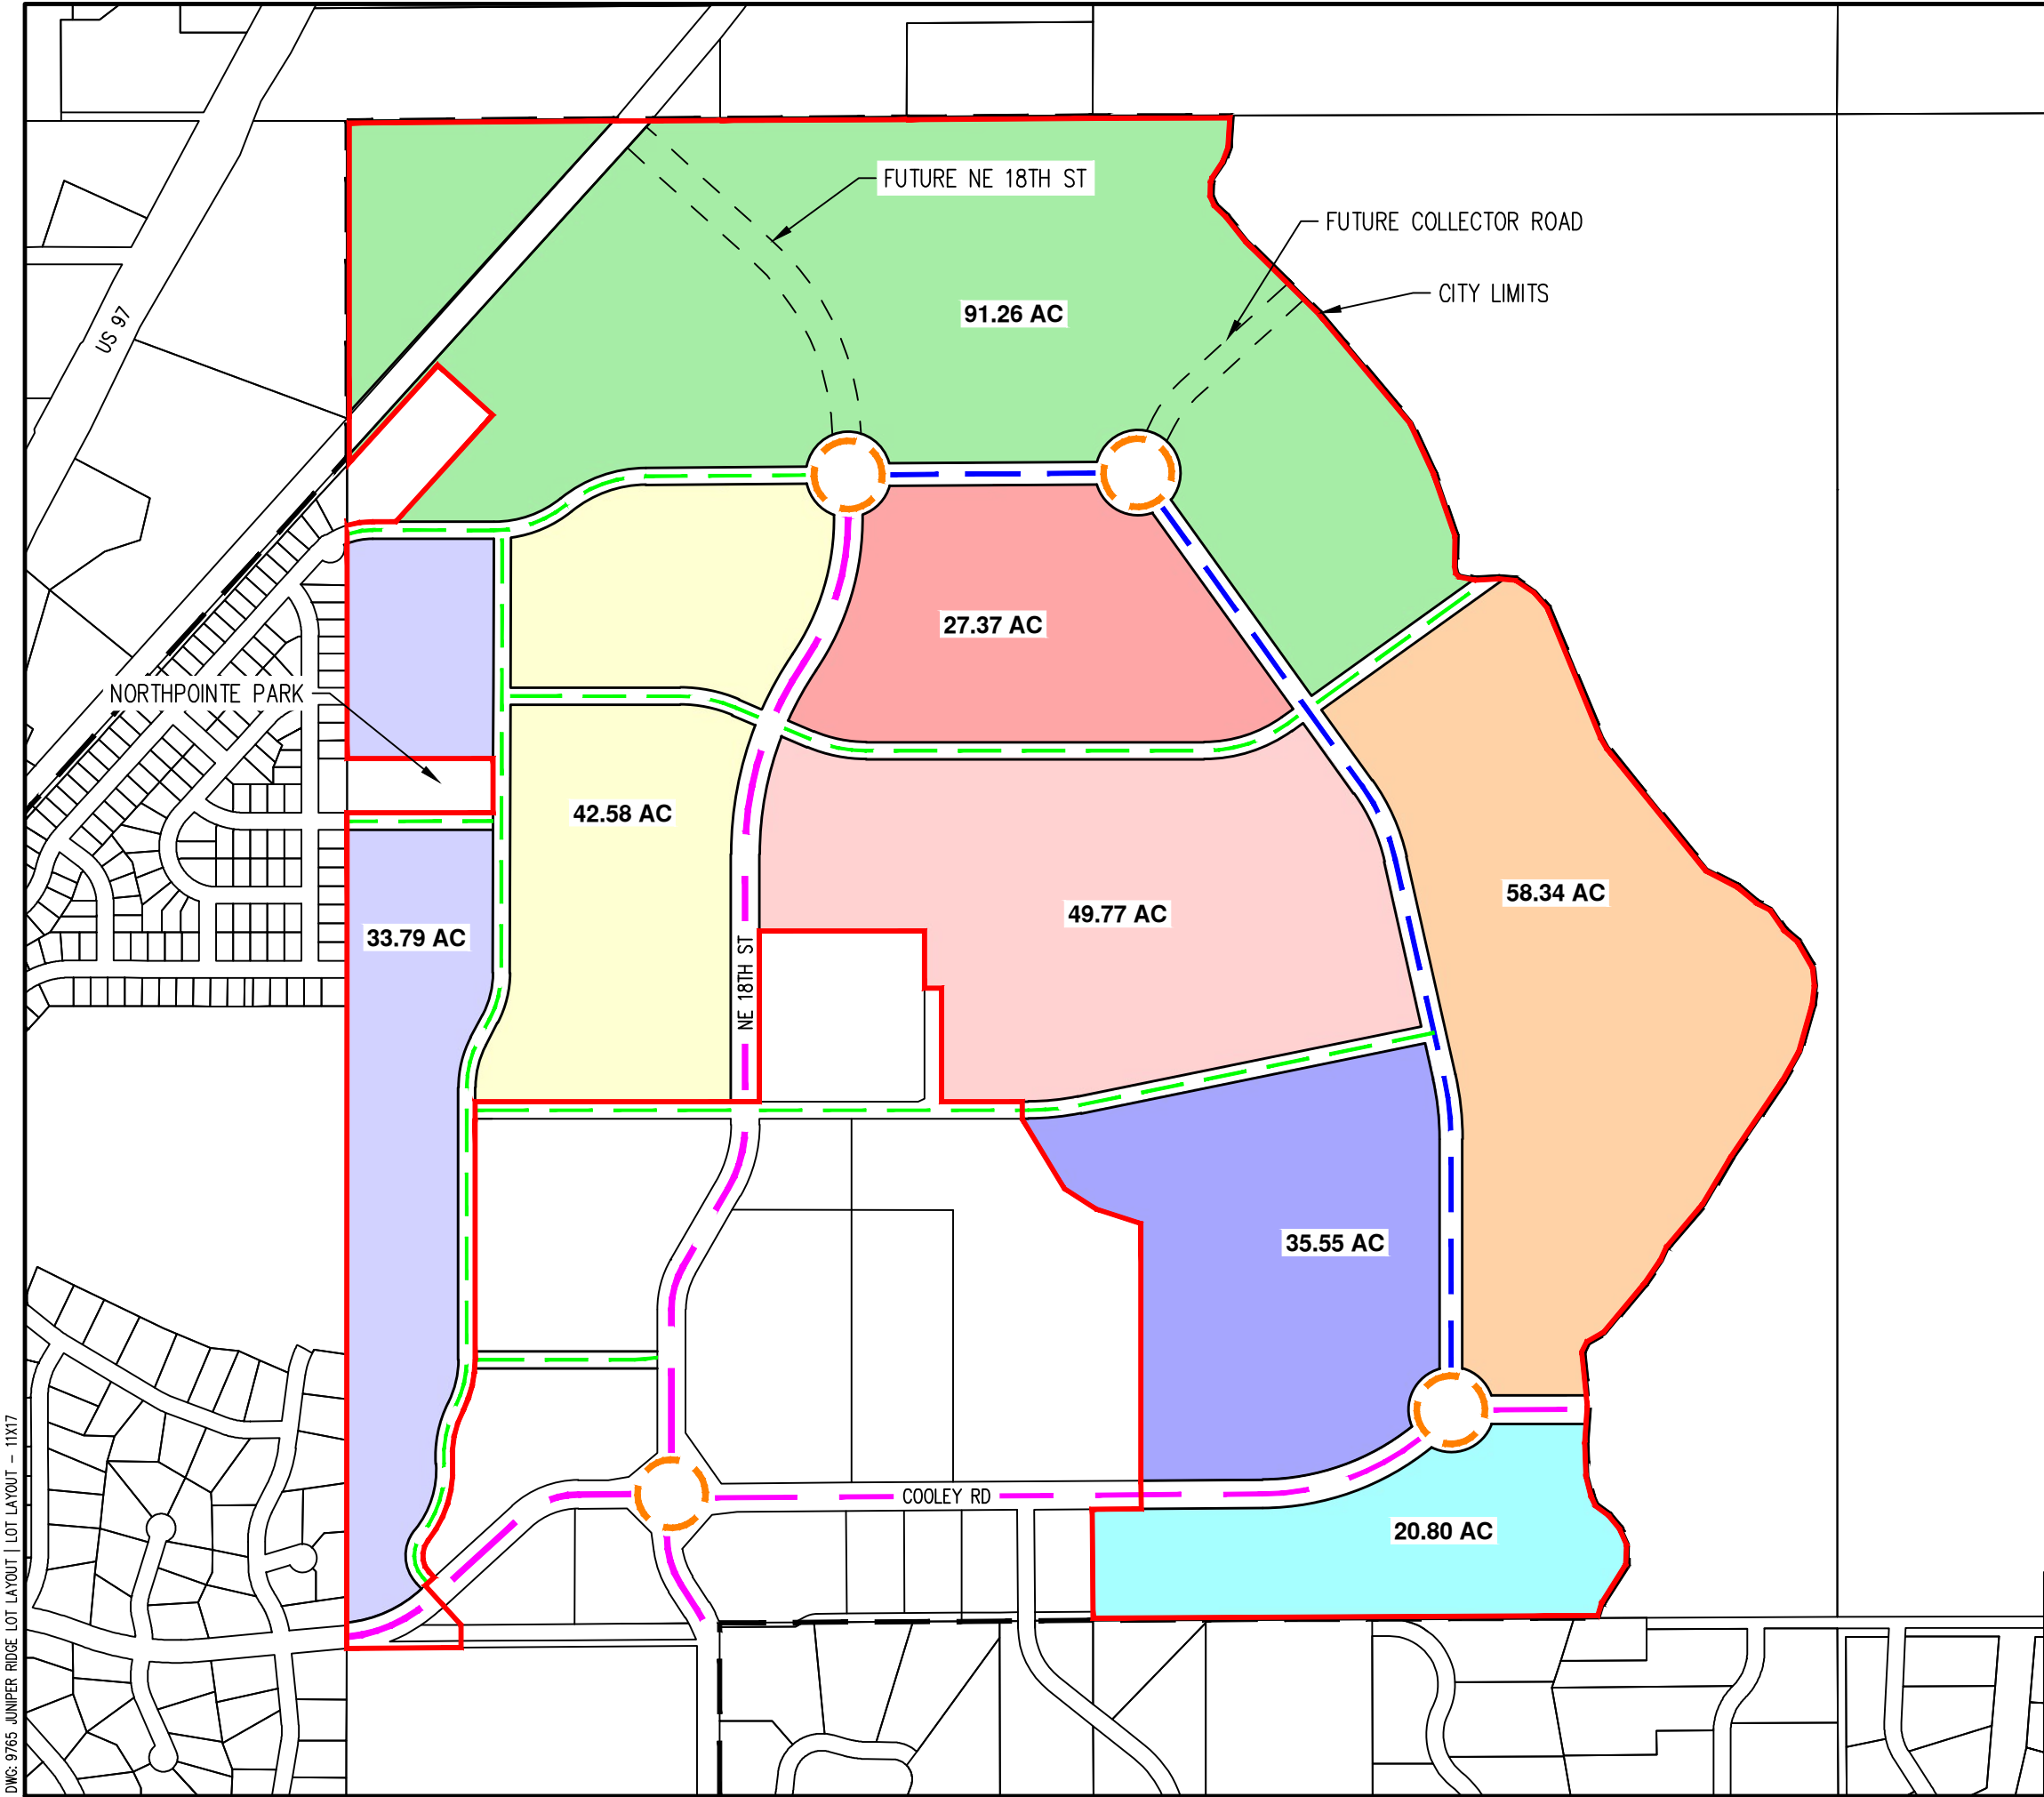 FUTURE NE 18TH ST
FUTURE COLLECTOR ROAD
CITY LIMITS
91.26 AC
US 97
27.37 AC
NORTHPOINTE PARK
42.58 AC
58.34 AC
49.77 AC
33.79 AC
NE 18TH ST
35.55 AC
COOLEY RD
20.80 AC
DWG: 9765 JUNIPER RIDGE LOT LAYOUT | LOT LAYOUT - 11X17